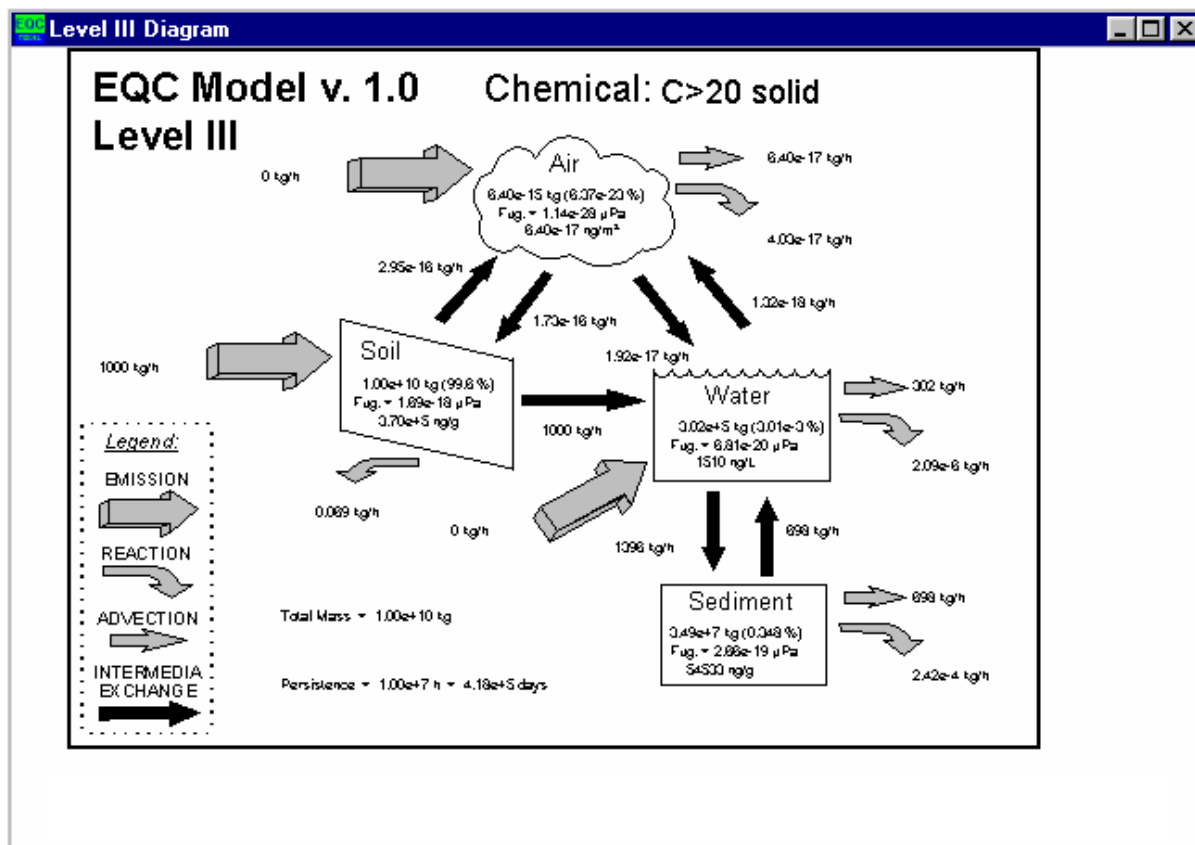 EQC
MODEL
Level III Diagram
EQC Model v. 1.0
Level III
Chemical: C>20 solid
0 kg/h
Air
6.40e-15 kg (6.37e-23 %)
Fug. = 1.14e-28 µPa
6.40e-17 ng/m³
6.40e-17 kg/h
4.03e-17 kg/h
2.95e-16 kg/h
1.73e-16 kg/h
1.92e-17 kg/h
1.32e-18 kg/h
1000 kg/h
Soil
1.00e+10 kg (99.6 %)
Fug. = 1.69e-18 µPa
3.70e+5 ng/g
1000 kg/h
0.069 kg/h
Water
3.02e+5 kg (3.01e-3 %)
Fug. = 6.81e-20 µPa
1510 ng/L
302 kg/h
2.09e-6 kg/h
0 kg/h
1396 kg/h
698 kg/h
Sediment
3.49e+7 kg (0.348 %)
Fug. = 2.66e-19 µPa
54533 ng/g
698 kg/h
2.42e-4 kg/h
Legend:
EMISSION
REACTION
ADVECTION
INTERMEDIA
EXCHANGE
Total Mass = 1.00e+10 kg
Persistence = 1.00e+7 h = 4.18e+5 days